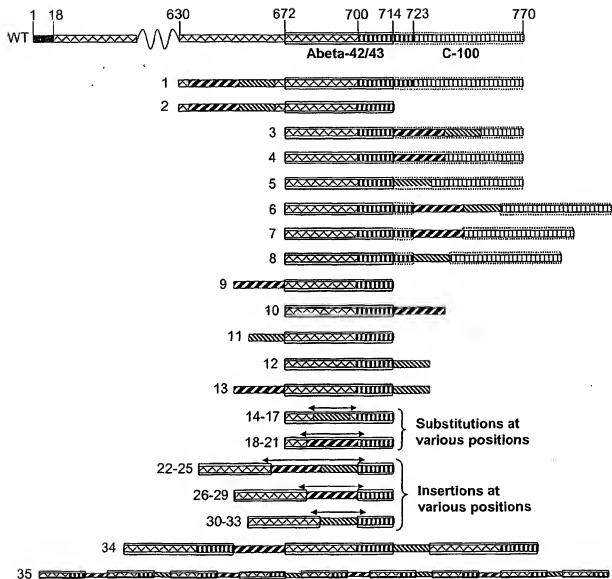 1 18 630 672 700 714 723 770
WT
Abeta-42/43 C-100
1
2
3
4
5
6
7
8
9
10
11
12
13
14-17
Substitutions at
18-21
various positions
22-25
26-29
Insertions at
various positions
30-33
34
35